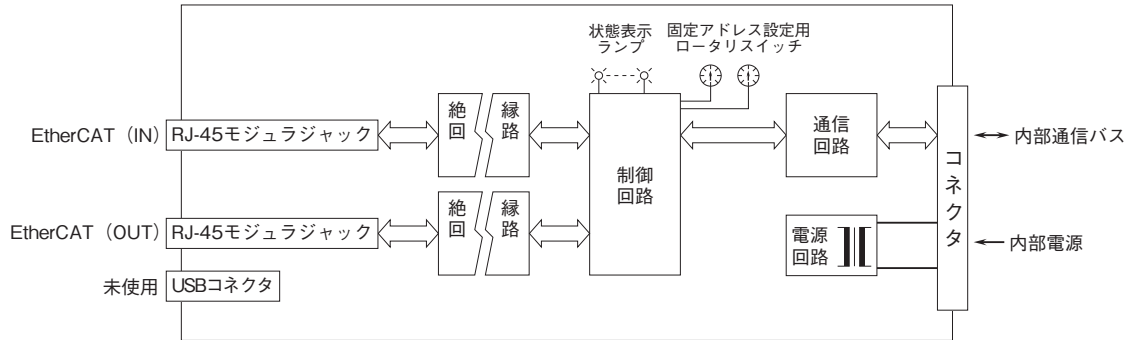 状態表示
ランプ
固定アドレス設定用
ロータリスイッチ
EtherCAT（IN）
RJ-45モジュラジャック
絶縁
回路
制御
回路
通信
回路
コネクタ
内部通信バス
EtherCAT（OUT）
RJ-45モジュラジャック
絶縁
回路
電源
回路
内部電源
未使用
USBコネクタ